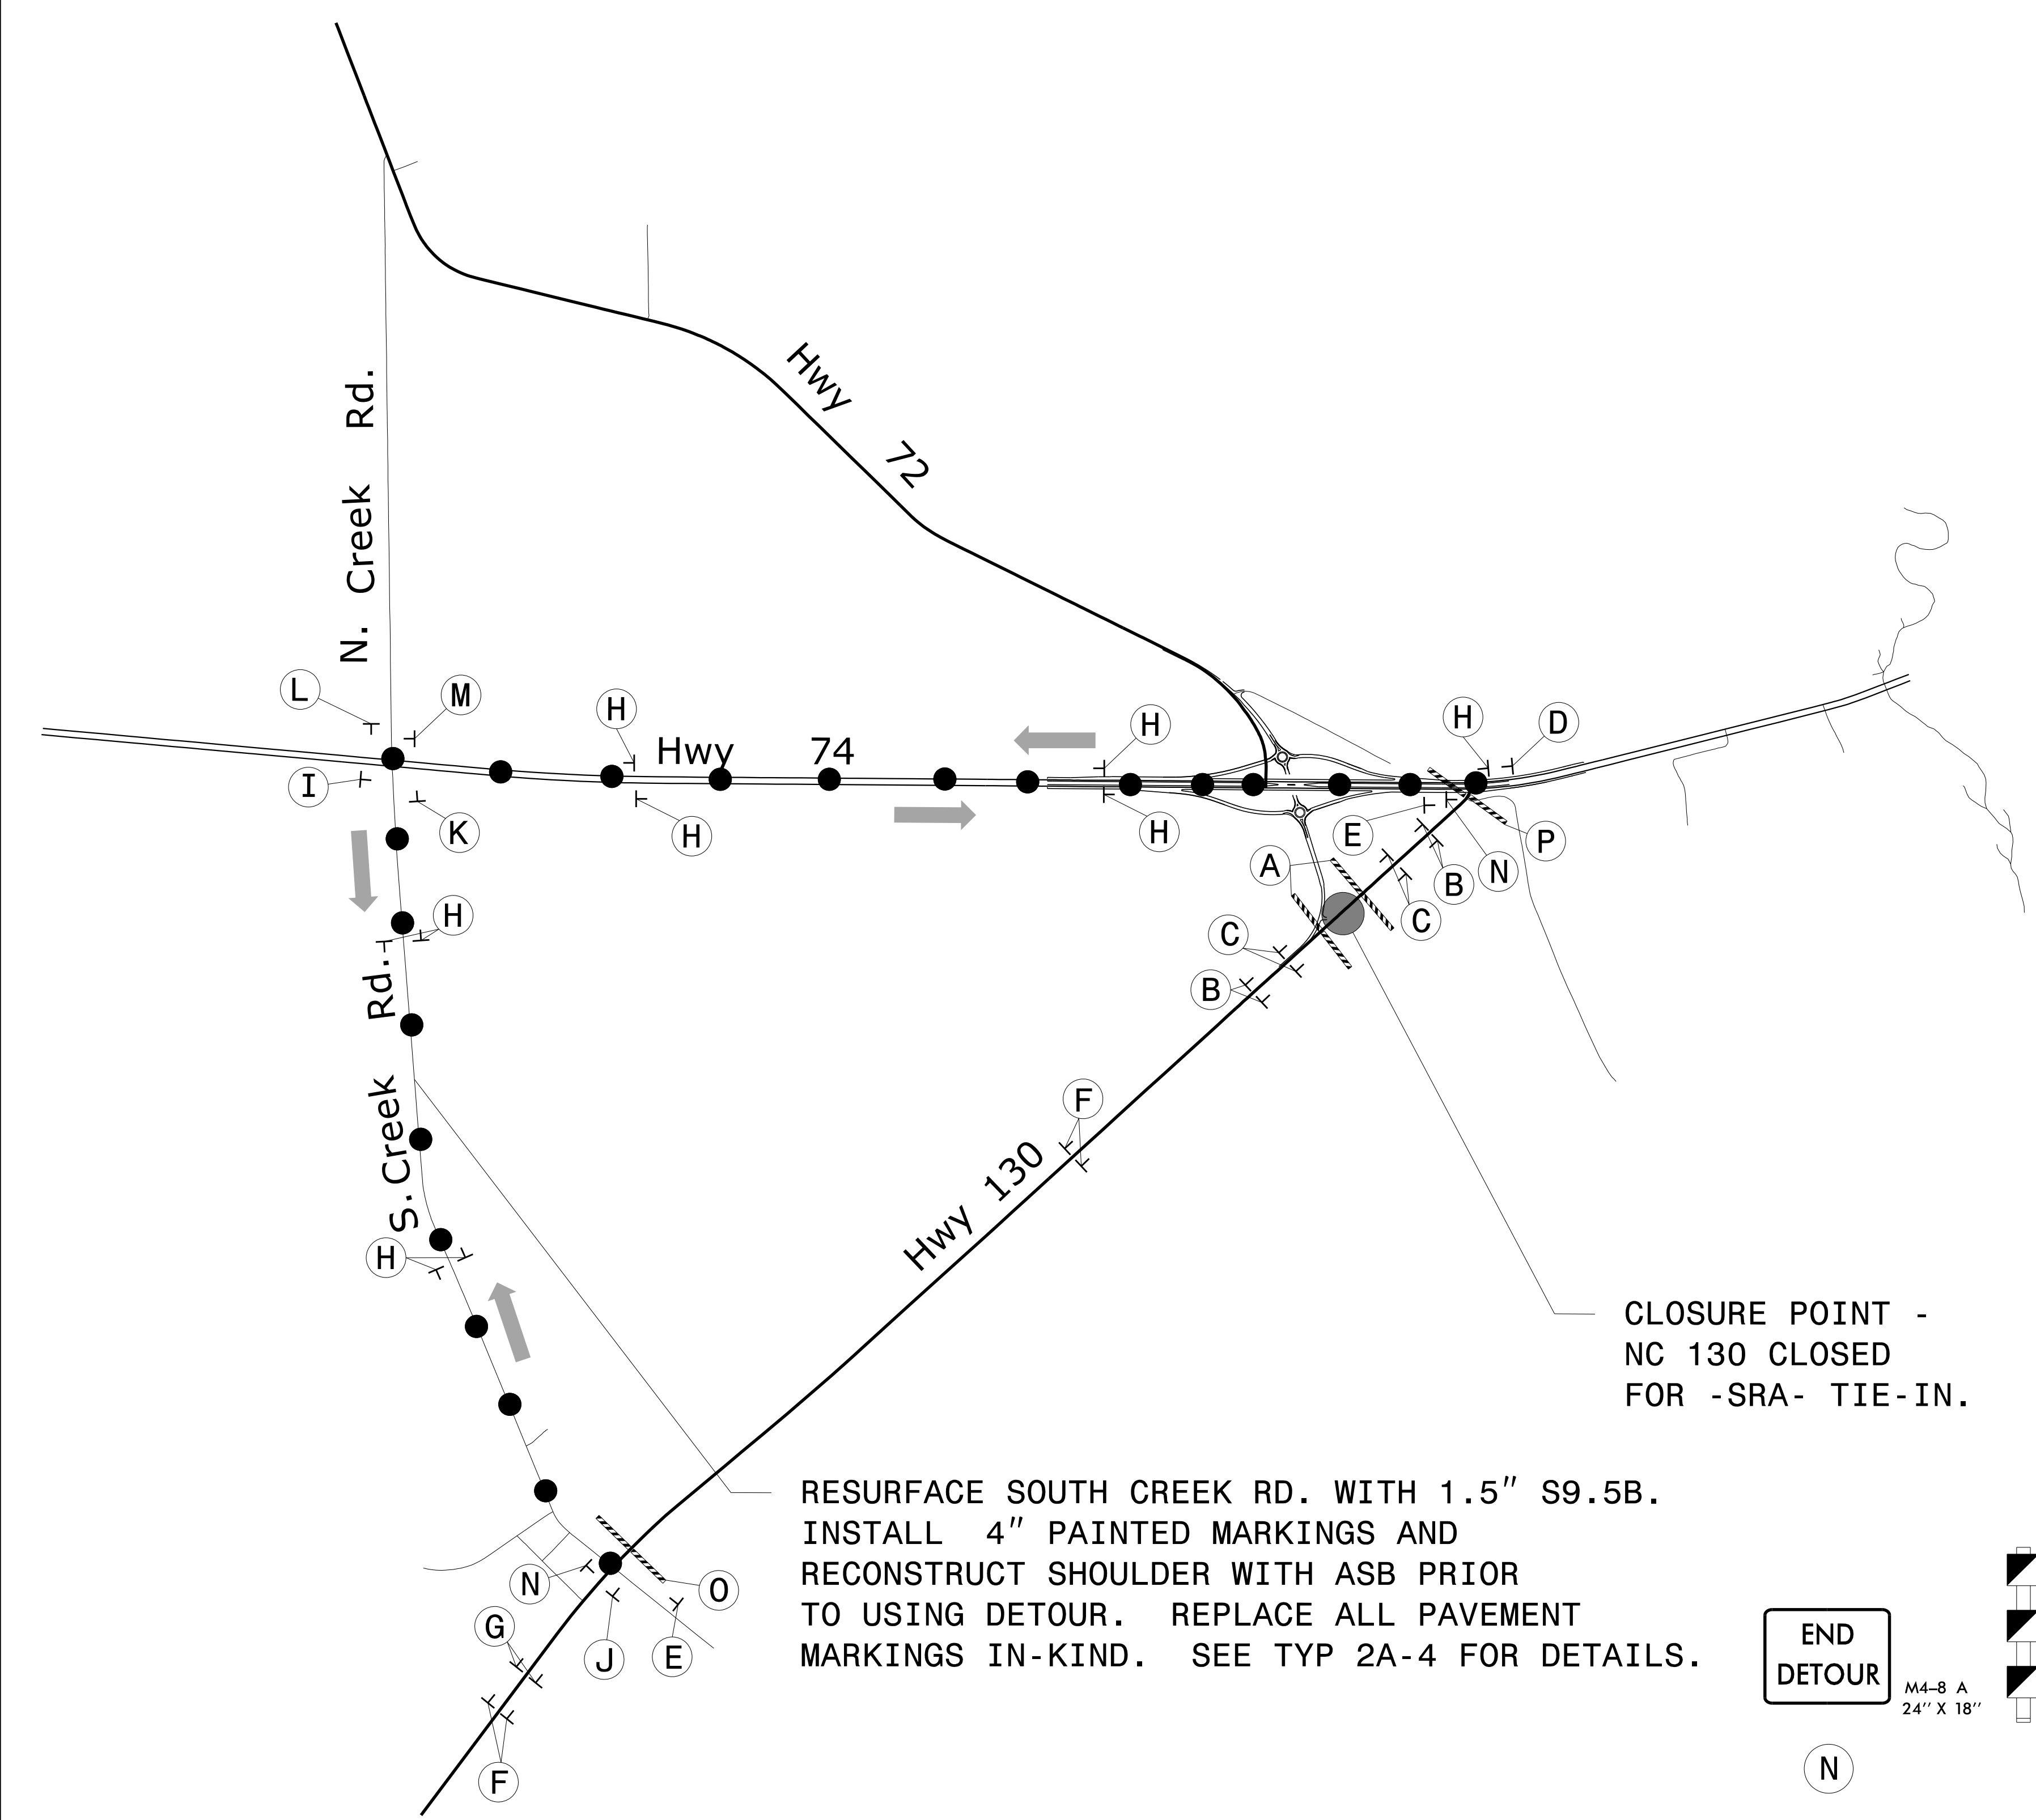 Hwy 72
N. Creek Rd.
L
M
H
H
H
D
I
Hwy 74
K
H
H
E
P
A
N
B
H
C
C
B
S. Creek Rd.
F
Hwy 130
H
CLOSURE POINT -
NC 130 CLOSED
FOR -SRA- TIE-IN.
RESURFACE SOUTH CREEK RD. WITH 1.5" S9.5B.
INSTALL 4" PAINTED MARKINGS AND
RECONSTRUCT SHOULDER WITH ASB PRIOR
TO USING DETOUR. REPLACE ALL PAVEMENT
MARKINGS IN-KIND. SEE TYP 2A-4 FOR DETAILS.
N
O
G
J
E
F
END
DETOUR
M4-8 A
24" X 18"
N